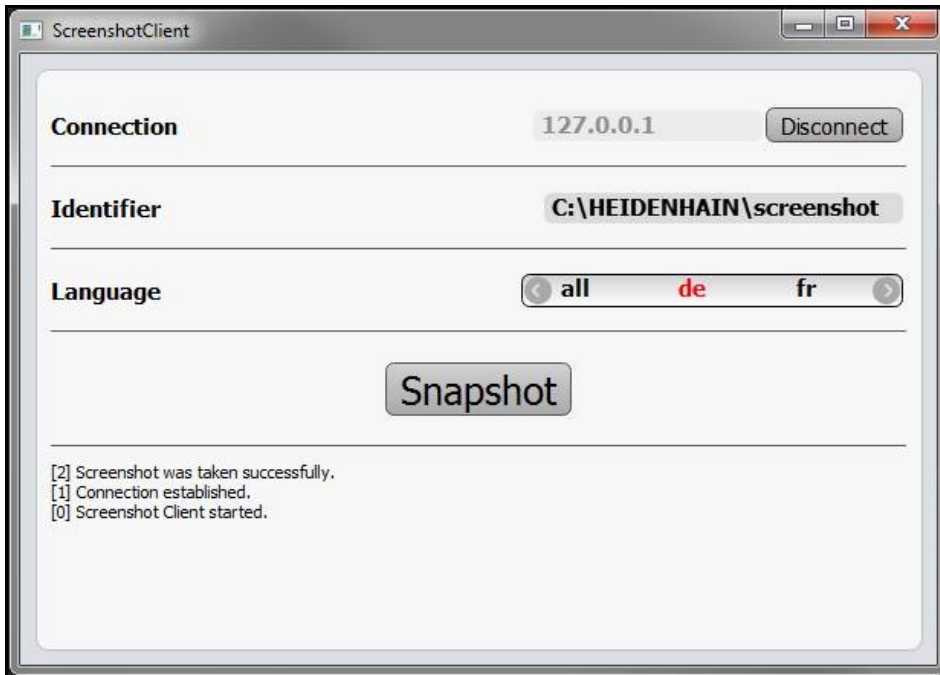 ScreenshotClient
Connection 127.0.0.1 Disconnect
Identifier C:\HEIDENHAIN\screenshot
Language all de fr
Snapshot
[2] Screenshot was taken successfully.
[1] Connection established.
[0] Screenshot Client started.